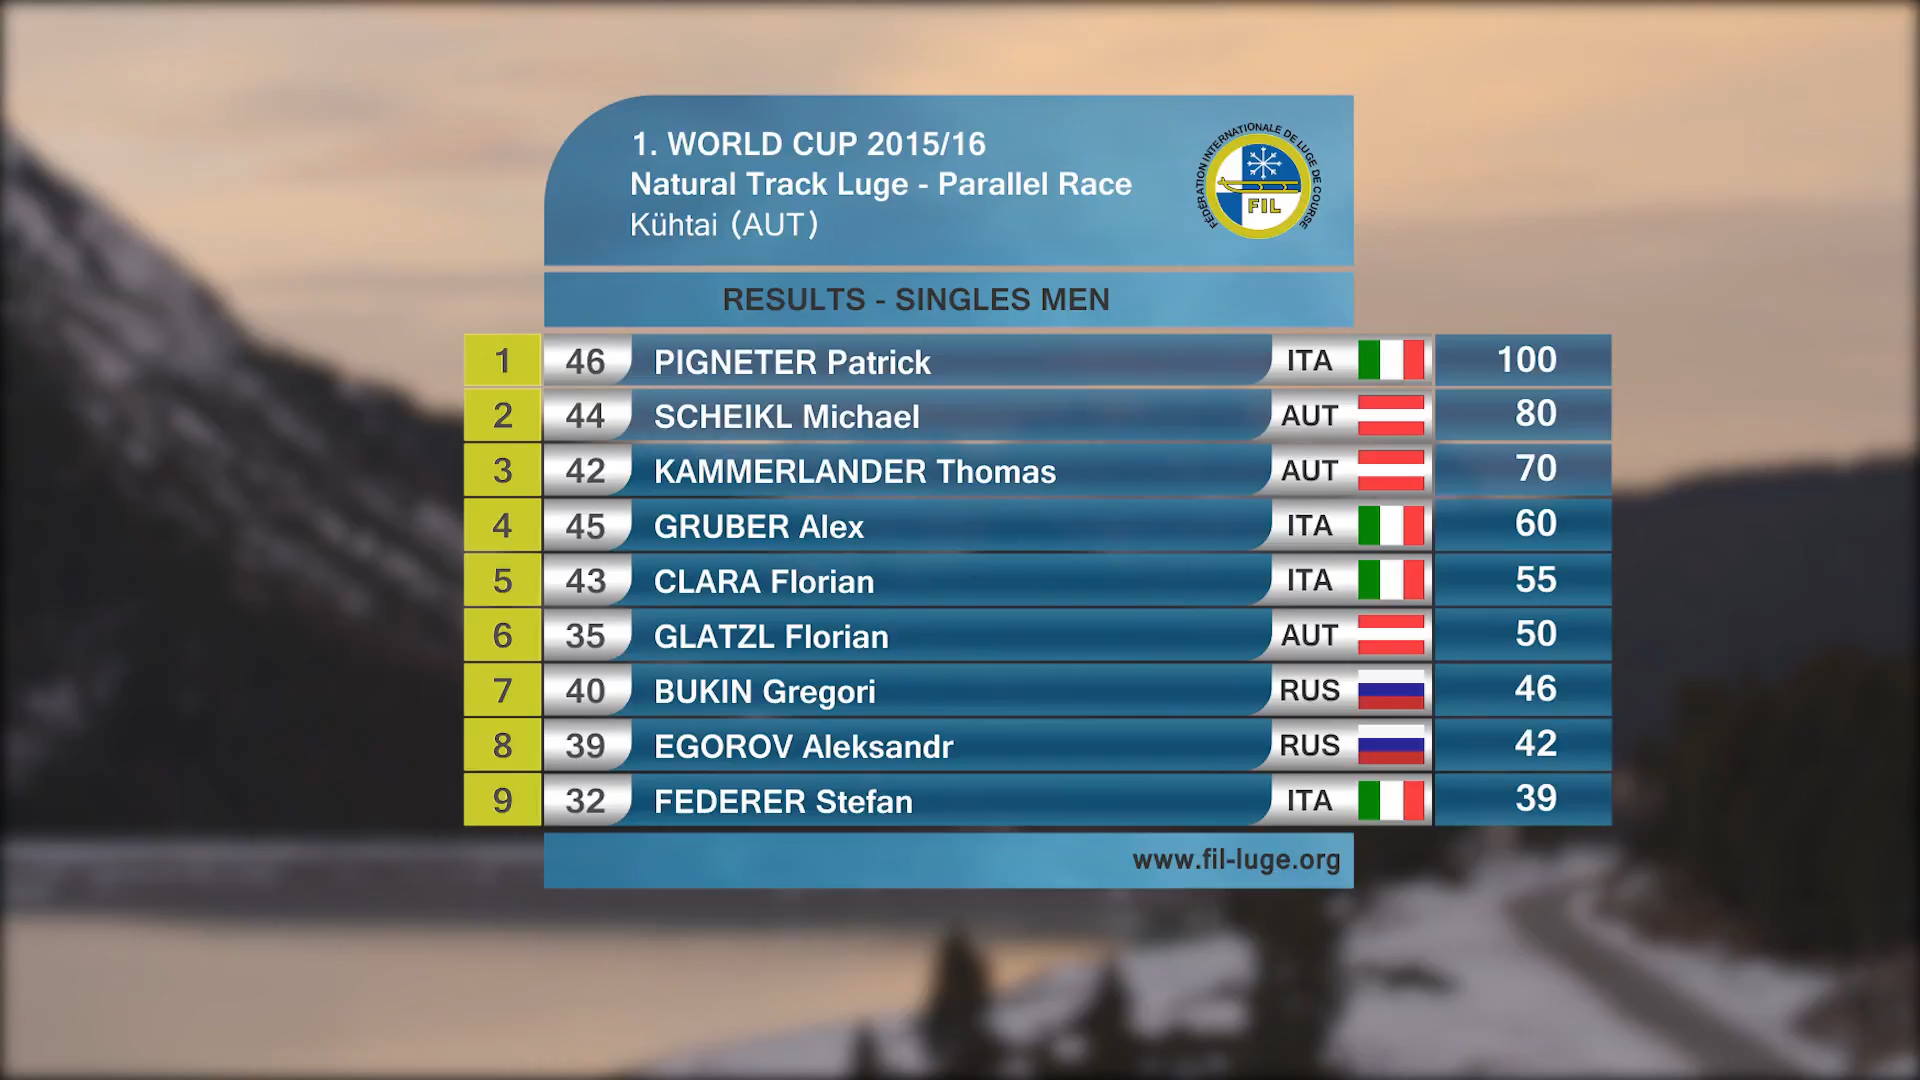 1. WORLD CUP 2015/16
Natural Track Luge - Parallel Race
Kühtai (AUT)
FÉDÉRATION INTERNATIONALE DE LUGE DE COURSE
FIL
RESULTS - SINGLES MEN
1 46 PIGNETER Patrick ITA 100
2 44 SCHEIKL Michael AUT 80
3 42 KAMMERLANDER Thomas AUT 70
4 45 GRUBER Alex ITA 60
5 43 CLARA Florian ITA 55
6 35 GLATZL Florian AUT 50
7 40 BUKIN Gregori RUS 46
8 39 EGOROV Aleksandr RUS 42
9 32 FEDERER Stefan ITA 39
www.fil-luge.org